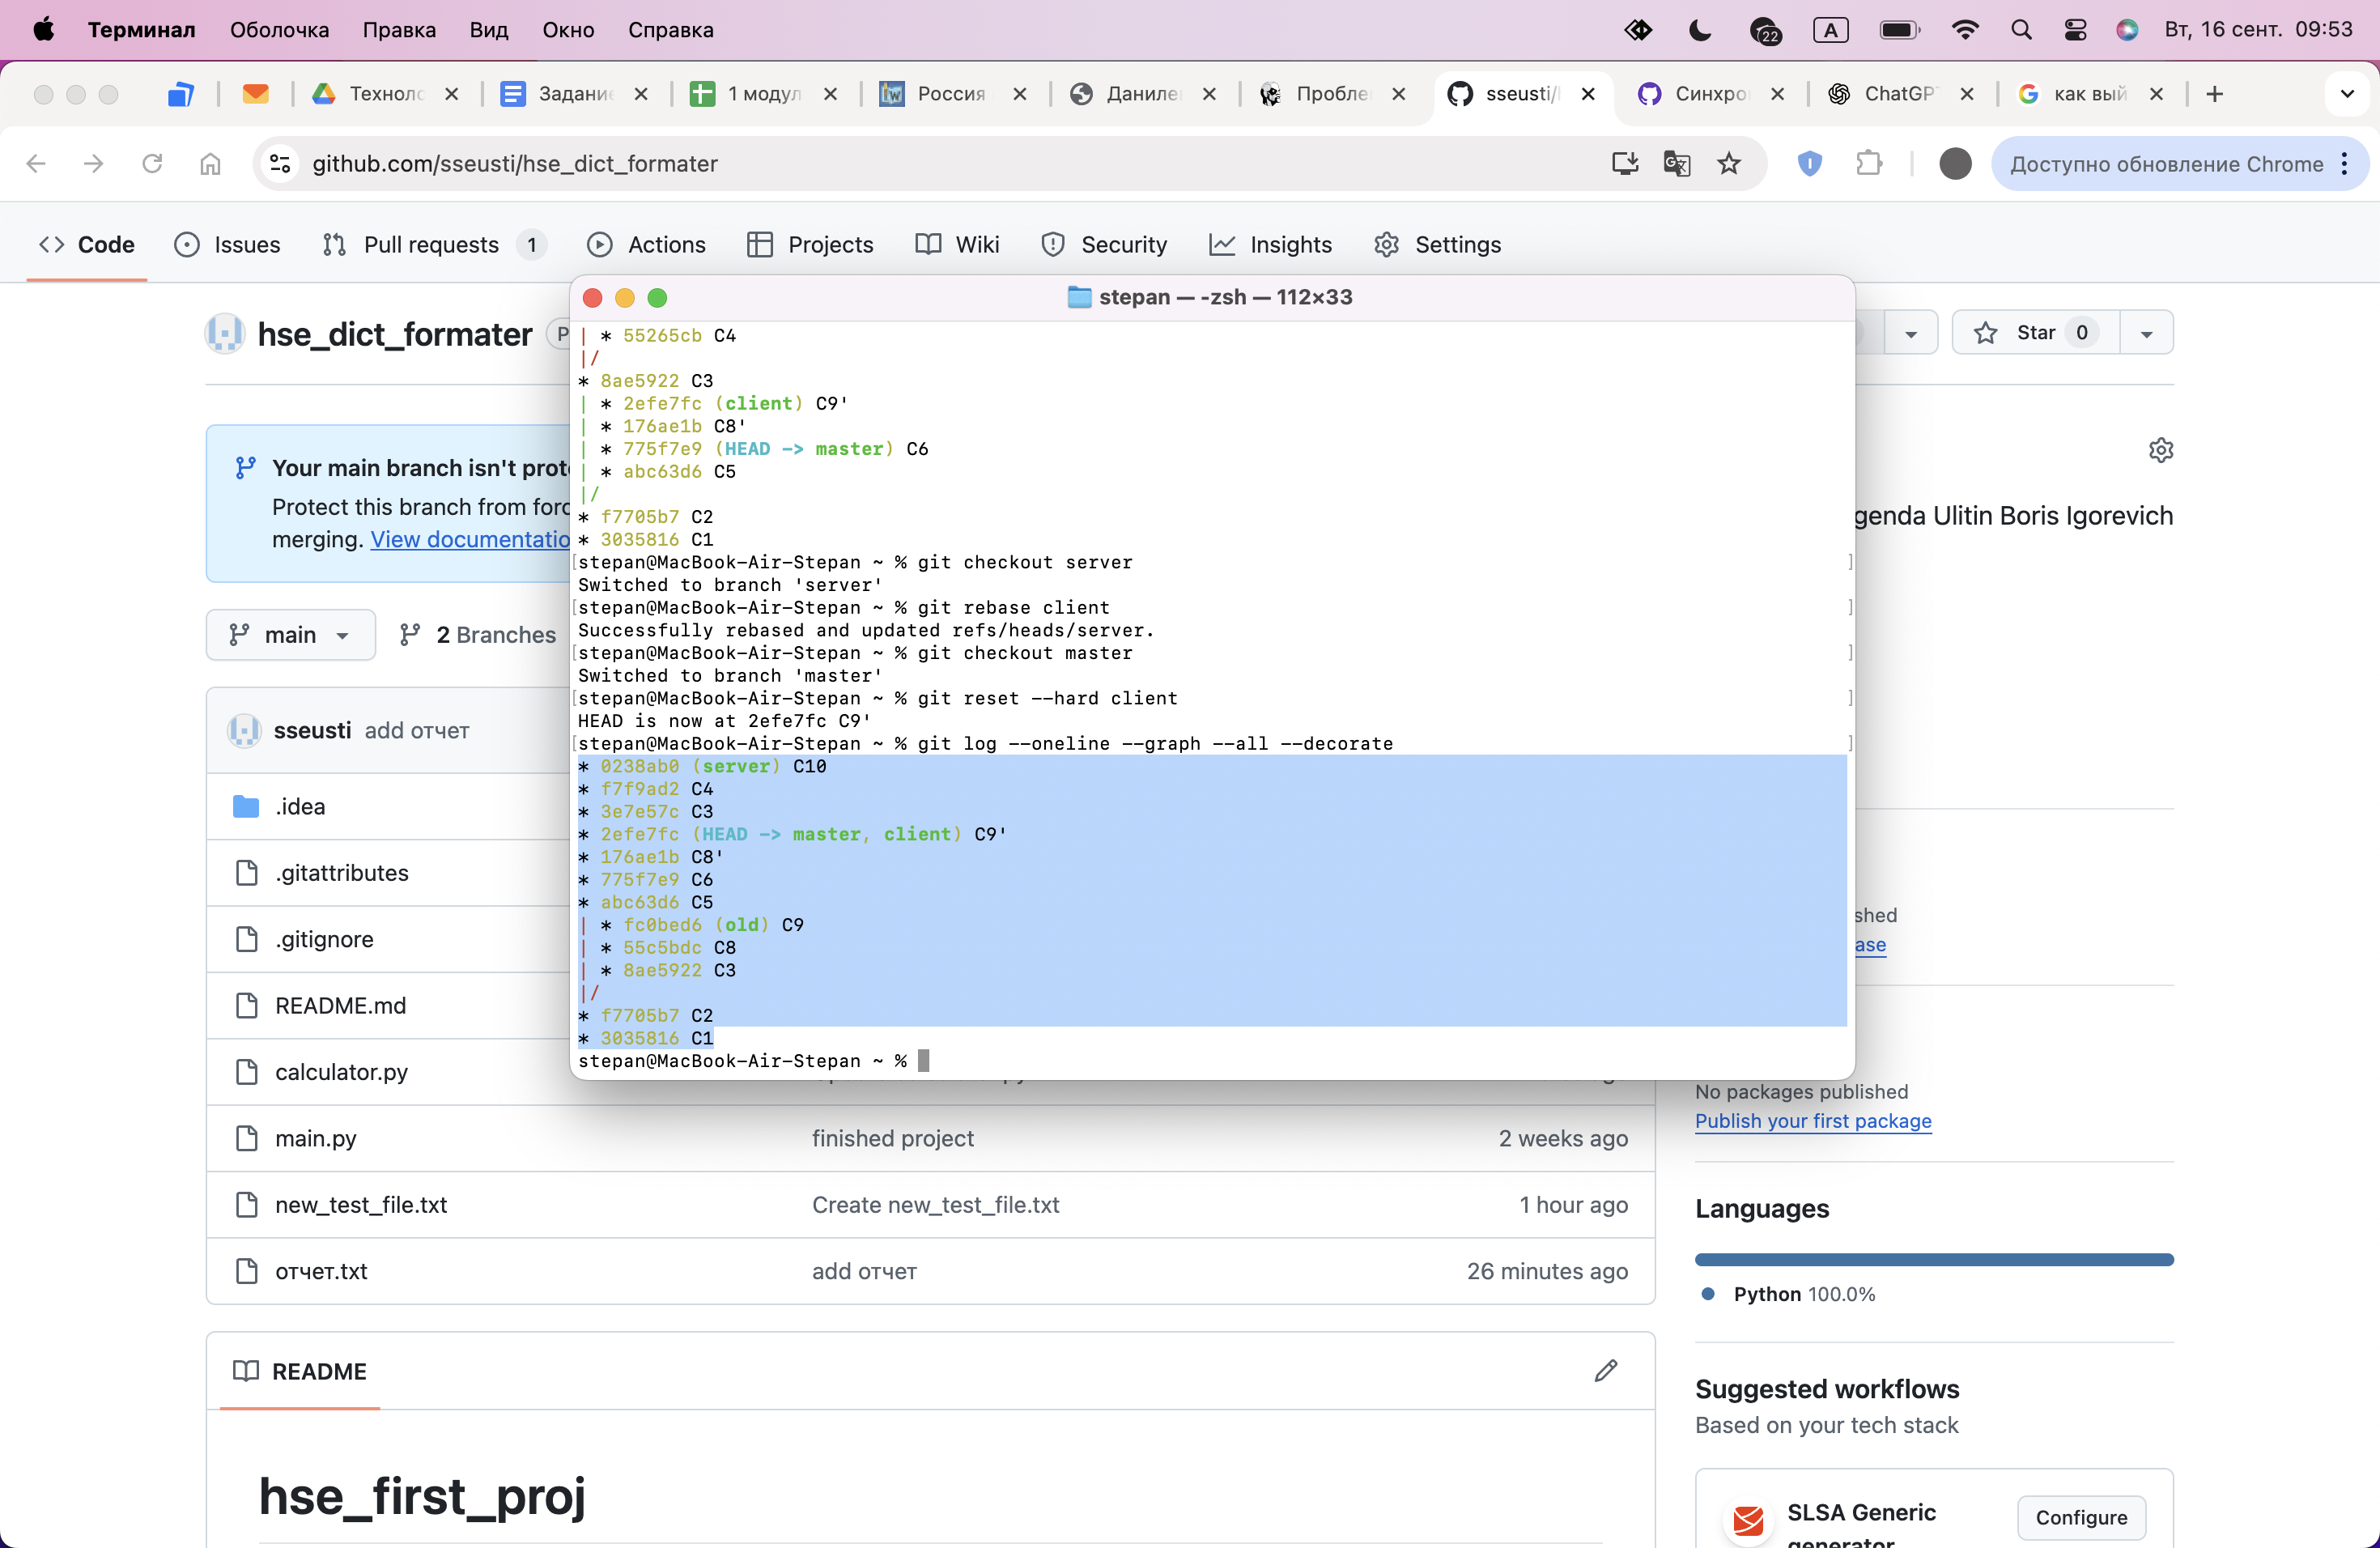 Терминал Оболочка Правка Вид Окно Справка 22 A Вт, 16 сент. 09:53
Техноло Задание 1 модул Россия Даниле Пробле sseusti/ Синхро ChatGP как вый
github.com/sseusti/hse_dict_formater Доступно обновление Chrome
Code Issues Pull requests 1 Actions Projects Wiki Security Insights Settings
stepan — -zsh — 112×33
hse_dict_formater P
Star 0
| * 55265cb C4
|/
* 8ae5922 C3
| * 2efe7fc (client) C9'
| * 176ae1b C8'
| * 775f7e9 (HEAD -> master) C6
| * abc63d6 C5
|/
* f7705b7 C2
* 3035816 C1
[stepan@MacBook-Air-Stepan ~ % git checkout server ]
Switched to branch 'server'
[stepan@MacBook-Air-Stepan ~ % git rebase client ]
Successfully rebased and updated refs/heads/server.
[stepan@MacBook-Air-Stepan ~ % git checkout master ]
Switched to branch 'master'
[stepan@MacBook-Air-Stepan ~ % git reset --hard client ]
HEAD is now at 2efe7fc C9'
[stepan@MacBook-Air-Stepan ~ % git log --oneline --graph --all --decorate ]
* 0238ab0 (server) C10
* f7f9ad2 C4
* 3e7e57c C3
* 2efe7fc (HEAD -> master, client) C9'
* 176ae1b C8'
* 775f7e9 C6
* abc63d6 C5
| * fc0bed6 (old) C9
| * 55c5bdc C8
| * 8ae5922 C3
|/
* f7705b7 C2
* 3035816 C1
stepan@MacBook-Air-Stepan ~ %
Your main branch isn't prote
Protect this branch from forc
merging. View documentatio
main 2 Branches
sseusti add отчет
.idea
.gitattributes
.gitignore
README.md
calculator.py
main.py finished project 2 weeks ago
new_test_file.txt Create new_test_file.txt 1 hour ago
отчет.txt add отчет 26 minutes ago
README
hse_first_proj
genda Ulitin Boris Igorevich
shed
ase
No packages published
Publish your first package
Languages
Python 100.0%
Suggested workflows
Based on your tech stack
SLSA Generic
generator
Configure